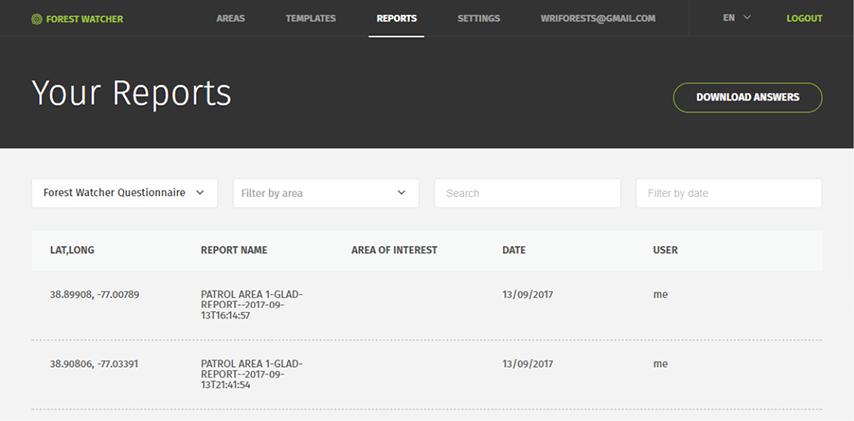 FOREST WATCHER AREAS TEMPLATES REPORTS SETTINGS WRIFORESTS@GMAIL.COM EN LOGOUT
Your Reports
DOWNLOAD ANSWERS
Forest Watcher Questionnaire Filter by area Search Filter by date
LAT,LONG REPORT NAME AREA OF INTEREST DATE USER
38.89908, -77.00789 PATROL AREA 1-GLAD- 13/09/2017 me
REPORT--2017-09-
13T16:14:57
38.90806, -77.03391 PATROL AREA 1-GLAD- 13/09/2017 me
REPORT--2017-09-
13T21:41:54